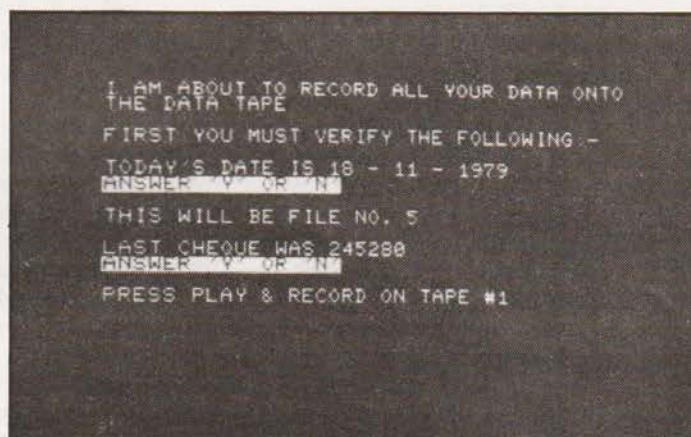 I AM ABOUT TO RECORD ALL YOUR DATA ONTO
THE DATA TAPE
FIRST YOU MUST VERIFY THE FOLLOWING:-
TODAY'S DATE IS 18 - 11 - 1979
ANSWER 'Y' OR 'N'
THIS WILL BE FILE NO. 5
LAST CHEQUE WAS 245280
ANSWER 'Y' OR 'N'
PRESS PLAY & RECORD ON TAPE #1